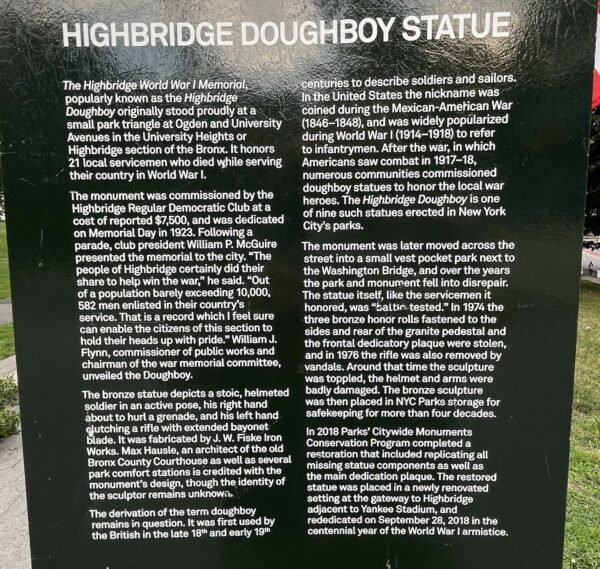 HIGHBRIDGE DOUGHBOY STATUE
The Highbridge World War I Memorial,
popularly known as the Highbridge
Doughboy originally stood proudly at a
small park triangle at Ogden and University
Avenues in the University Heights or
Highbridge section of the Bronx. It honors
21 local servicemen who died while serving
their country in World War I.
The monument was commissioned by the
Highbridge Regular Democratic Club at a
cost of reported $7,500, and was dedicated
on Memorial Day in 1923. Following a
parade, club president William P. McGuire
presented the memorial to the city. “The
people of Highbridge certainly did their
share to help win the war,” he said. “Out
of a population barely exceeding 10,000,
582 men enlisted in their country’s
service. That is a record which I feel sure
can enable the citizens of this section to
hold their heads up with pride.” William J.
Flynn, commissioner of public works and
chairman of the war memorial committee,
unveiled the Doughboy.
The bronze statue depicts a stoic, helmeted
soldier in an active pose, his right hand
about to hurl a grenade, and his left hand
clutching a rifle with extended bayonet
blade. It was fabricated by J. W. Fiske Iron
Works. Max Hausle, an architect of the old
Bronx County Courthouse as well as several
park comfort stations is credited with the
monument’s design, though the identity of
the sculptor remains unknown.
The derivation of the term doughboy
remains in question. It was first used by
the British in the late 18th and early 19th
centuries to describe soldiers and sailors.
In the United States the nickname was
coined during the Mexican-American War
(1846–1848), and was widely popularized
during World War I (1914–1918) to refer
to infantrymen. After the war, in which
Americans saw combat in 1917–18,
numerous communities commissioned
doughboy statues to honor the local war
heroes. The Highbridge Doughboy is one
of nine such statues erected in New York
City’s parks.
The monument was later moved across the
street into a small vest pocket park next to
the Washington Bridge, and over the years
the park and monument fell into disrepair.
The statue itself, like the servicemen it
honored, was “battle tested.” In 1974 the
three bronze honor rolls fastened to the
sides and rear of the granite pedestal and
the frontal dedicatory plaque were stolen,
and in 1976 the rifle was also removed by
vandals. Around that time the sculpture
was toppled, the helmet and arms were
badly damaged. The bronze sculpture
was then placed in NYC Parks storage for
safekeeping for more than four decades.
In 2018 Parks’ Citywide Monuments
Conservation Program completed a
restoration that included replicating all
missing statue components as well as
the main dedication plaque. The restored
statue was placed in a newly renovated
setting at the gateway to Highbridge
adjacent to Yankee Stadium, and
rededicated on September 28, 2018 in the
centennial year of the World War I armistice.